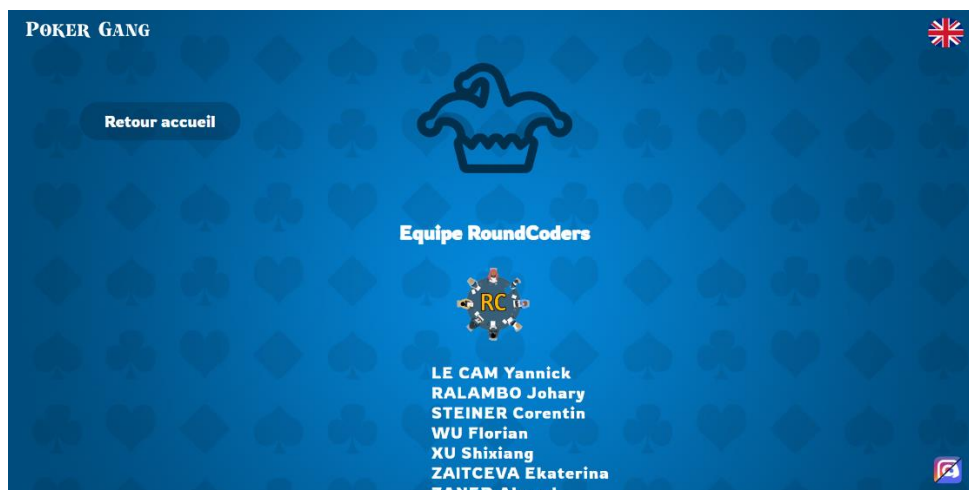 POKER GANG
Retour accueil
Equipe RoundCoders
RC
LE CAM Yannick
RALAMBO Johary
STEINER Corentin
WU Florian
XU Shixiang
ZAITCEVA Ekaterina